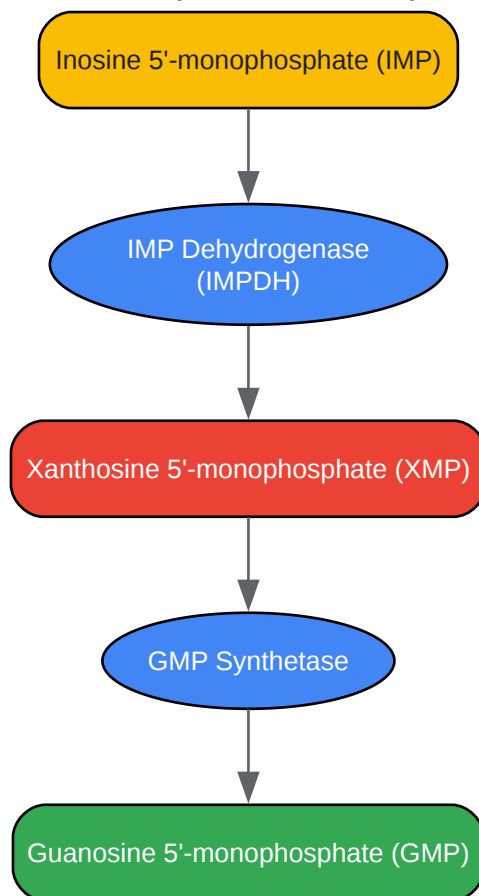 Inosine 5'-monophosphate (IMP)
IMP Dehydrogenase
(IMPDH)
Xanthosine 5'-monophosphate (XMP)
GMP Synthetase
Guanosine 5'-monophosphate (GMP)